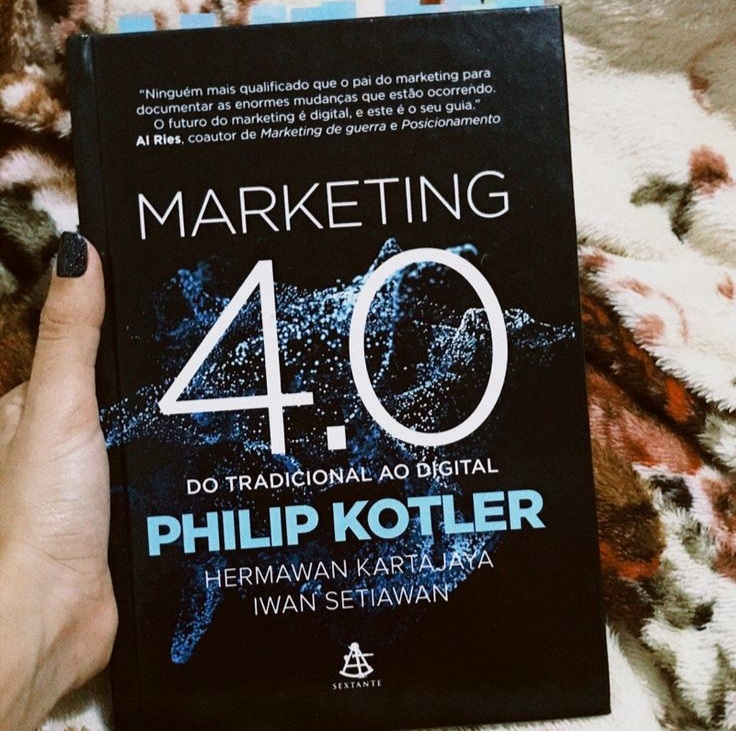 "Ninguém mais qualificado que o pai do marketing para
documentar as enormes mudanças que estão ocorrendo.
O futuro do marketing é digital, e este é o seu guia."
Al Ries, coautor de Marketing de guerra e Posicionamento
MARKETING
4.0
DO TRADICIONAL AO DIGITAL
PHILIP KOTLER
HERMAWAN KARTAJAYA
IWAN SETIAWAN
SEXTANTE